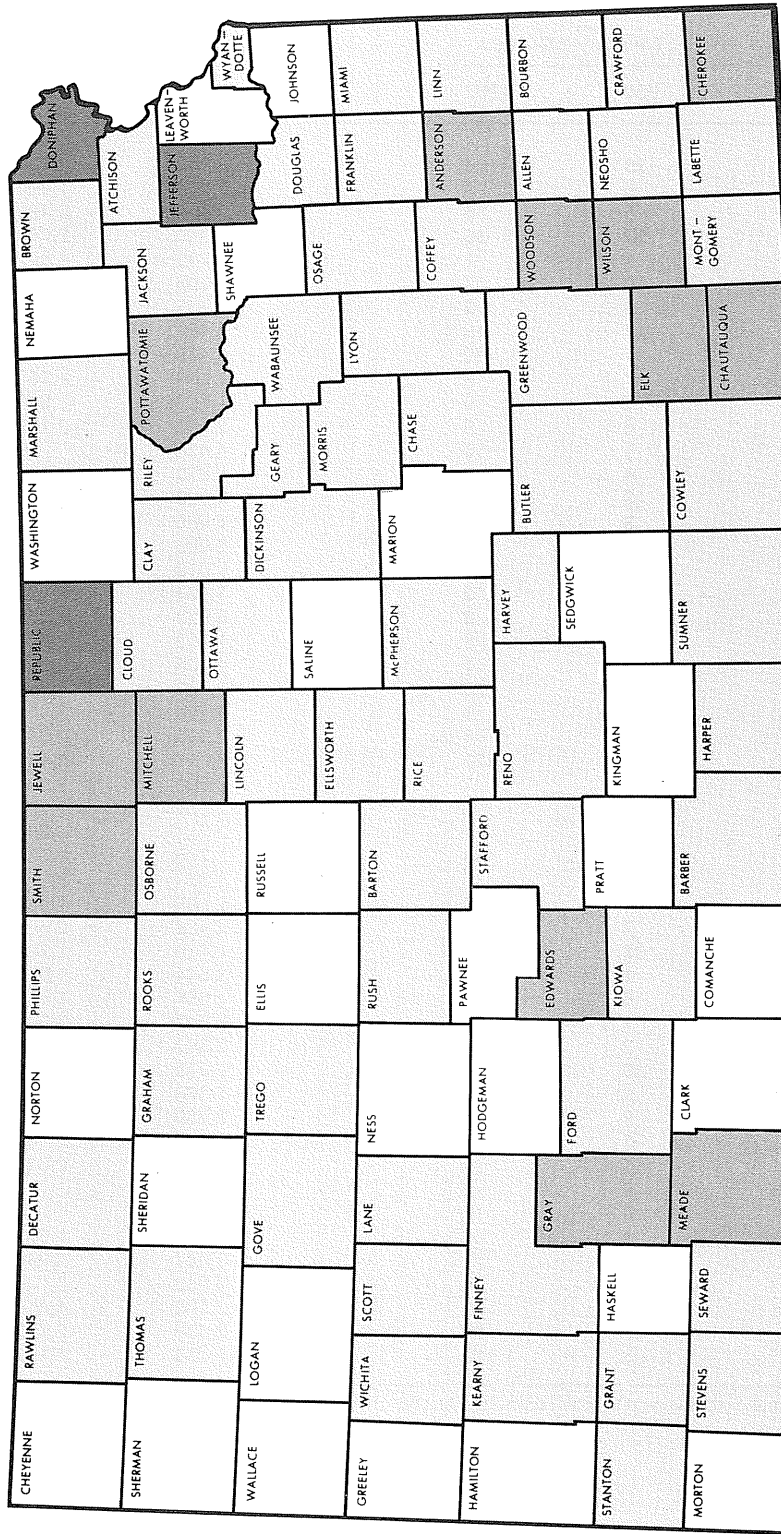 CHEYENNE
RAWLINS
DECATUR
NORTON
PHILLIPS
SMITH
JEWELL
REPUBLIC
WASHINGTON
MARSHALL
NEMAHA
BROWN
DONIPHAN
SHERMAN
THOMAS
SHERIDAN
GRAHAM
ROOKS
OSBORNE
MITCHELL
CLOUD
CLAY
RILEY
POTTAWATOMIE
JACKSON
ATCHISON
JEFFERSON
LEAVEN
WORTH
WYAN –
DOTTE
WALLACE
LOGAN
GOVE
TREGO
ELLIS
RUSSELL
LINCOLN
OTTAWA
DICKINSON
GEARY
WABAUNSEE
SHAWNEE
DOUGLAS
JOHNSON
GREELEY
WICHITA
SCOTT
LANE
NESS
RUSH
BARTON
ELLSWORTH
SALINE
MORRIS
LYON
OSAGE
FRANKLIN
MIAMI
HAMILTON
KEARNY
FINNEY
HODGEMAN
PAWNEE
STAFFORD
RICE
McPHERSON
MARION
CHASE
COFFEY
ANDERSON
LINN
STANTON
GRANT
HASKELL
GRAY
FORD
EDWARDS
KIOWA
PRATT
RENO
KINGMAN
HARVEY
SEDGWICK
BUTLER
GREENWOOD
WOODSON
ALLEN
BOURBON
MORTON
STEVENS
SEWARD
MEADE
CLARK
COMANCHE
BARBER
HARPER
SUMNER
COWLEY
ELK
CHAUTAUQUA
WILSON
MONT –
GOMERY
NEOSHO
LABETTE
CRAWFORD
CHEROKEE